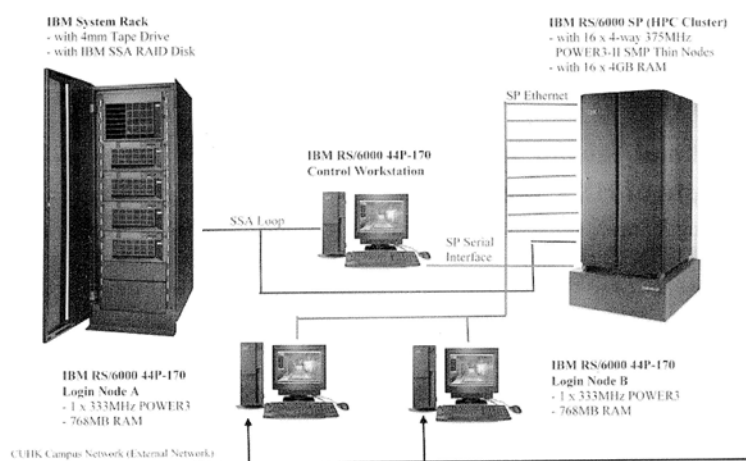 IBM System Rack
- with 4mm Tape Drive
- with IBM SSA RAID Disk
IBM RS/6000 SP (HPC Cluster)
- with 16 x 4-way 375MHz
POWER3-II SMP Thin Nodes
- with 16 x 4GB RAM
SP Ethernet
IBM RS/6000 44P-170
Control Workstation
SSA Loop
SP Serial
Interface
IBM RS/6000 44P-170
Login Node A
- 1 x 333MHz POWER3
- 768MB RAM
IBM RS/6000 44P-170
Login Node B
- 1 x 333MHz POWER3
- 768MB RAM
CUHK Campus Network (External Network)